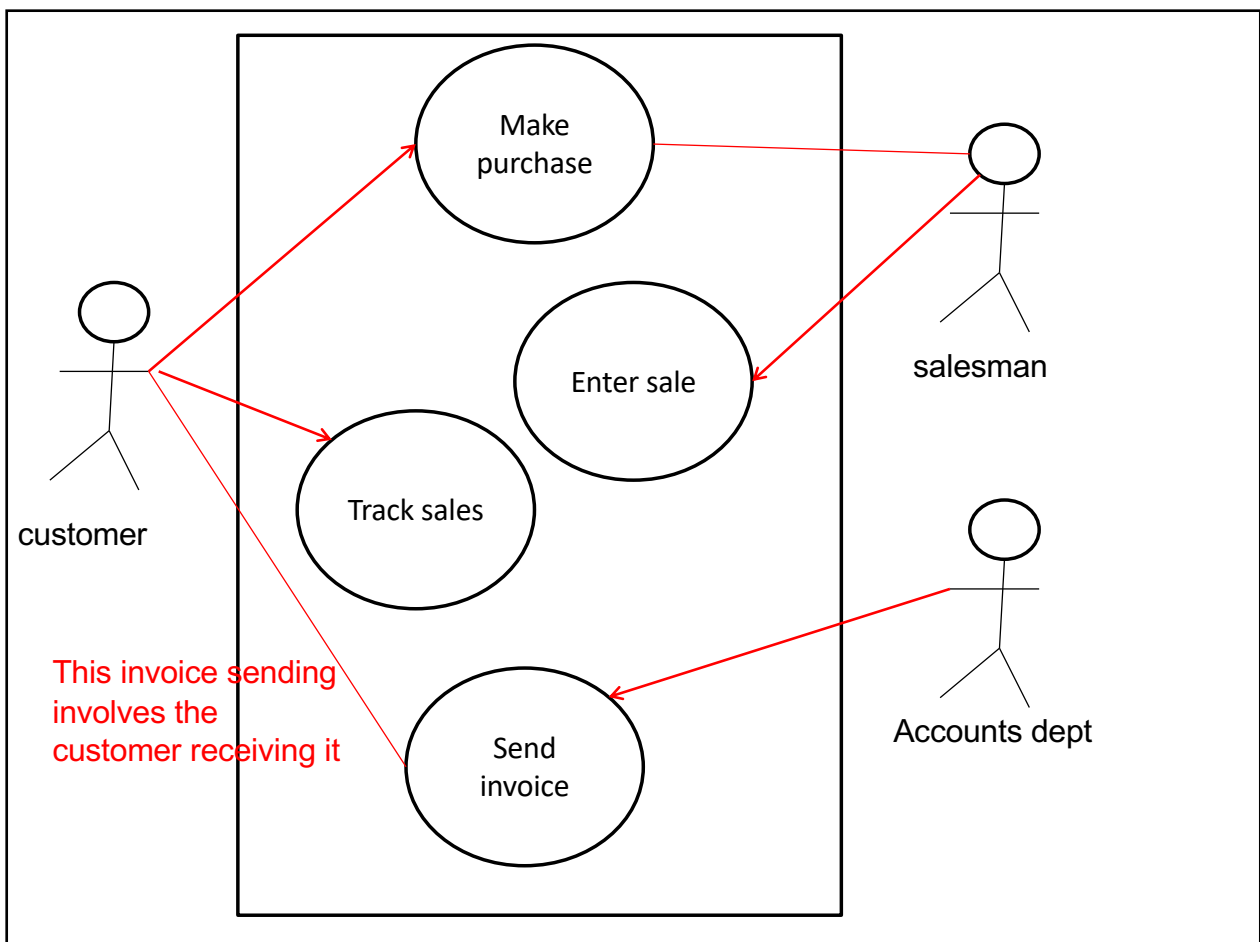 Make
purchase
Enter sale
salesman
Track sales
customer
This invoice sending
involves the
customer receiving it
Send
invoice
Accounts dept